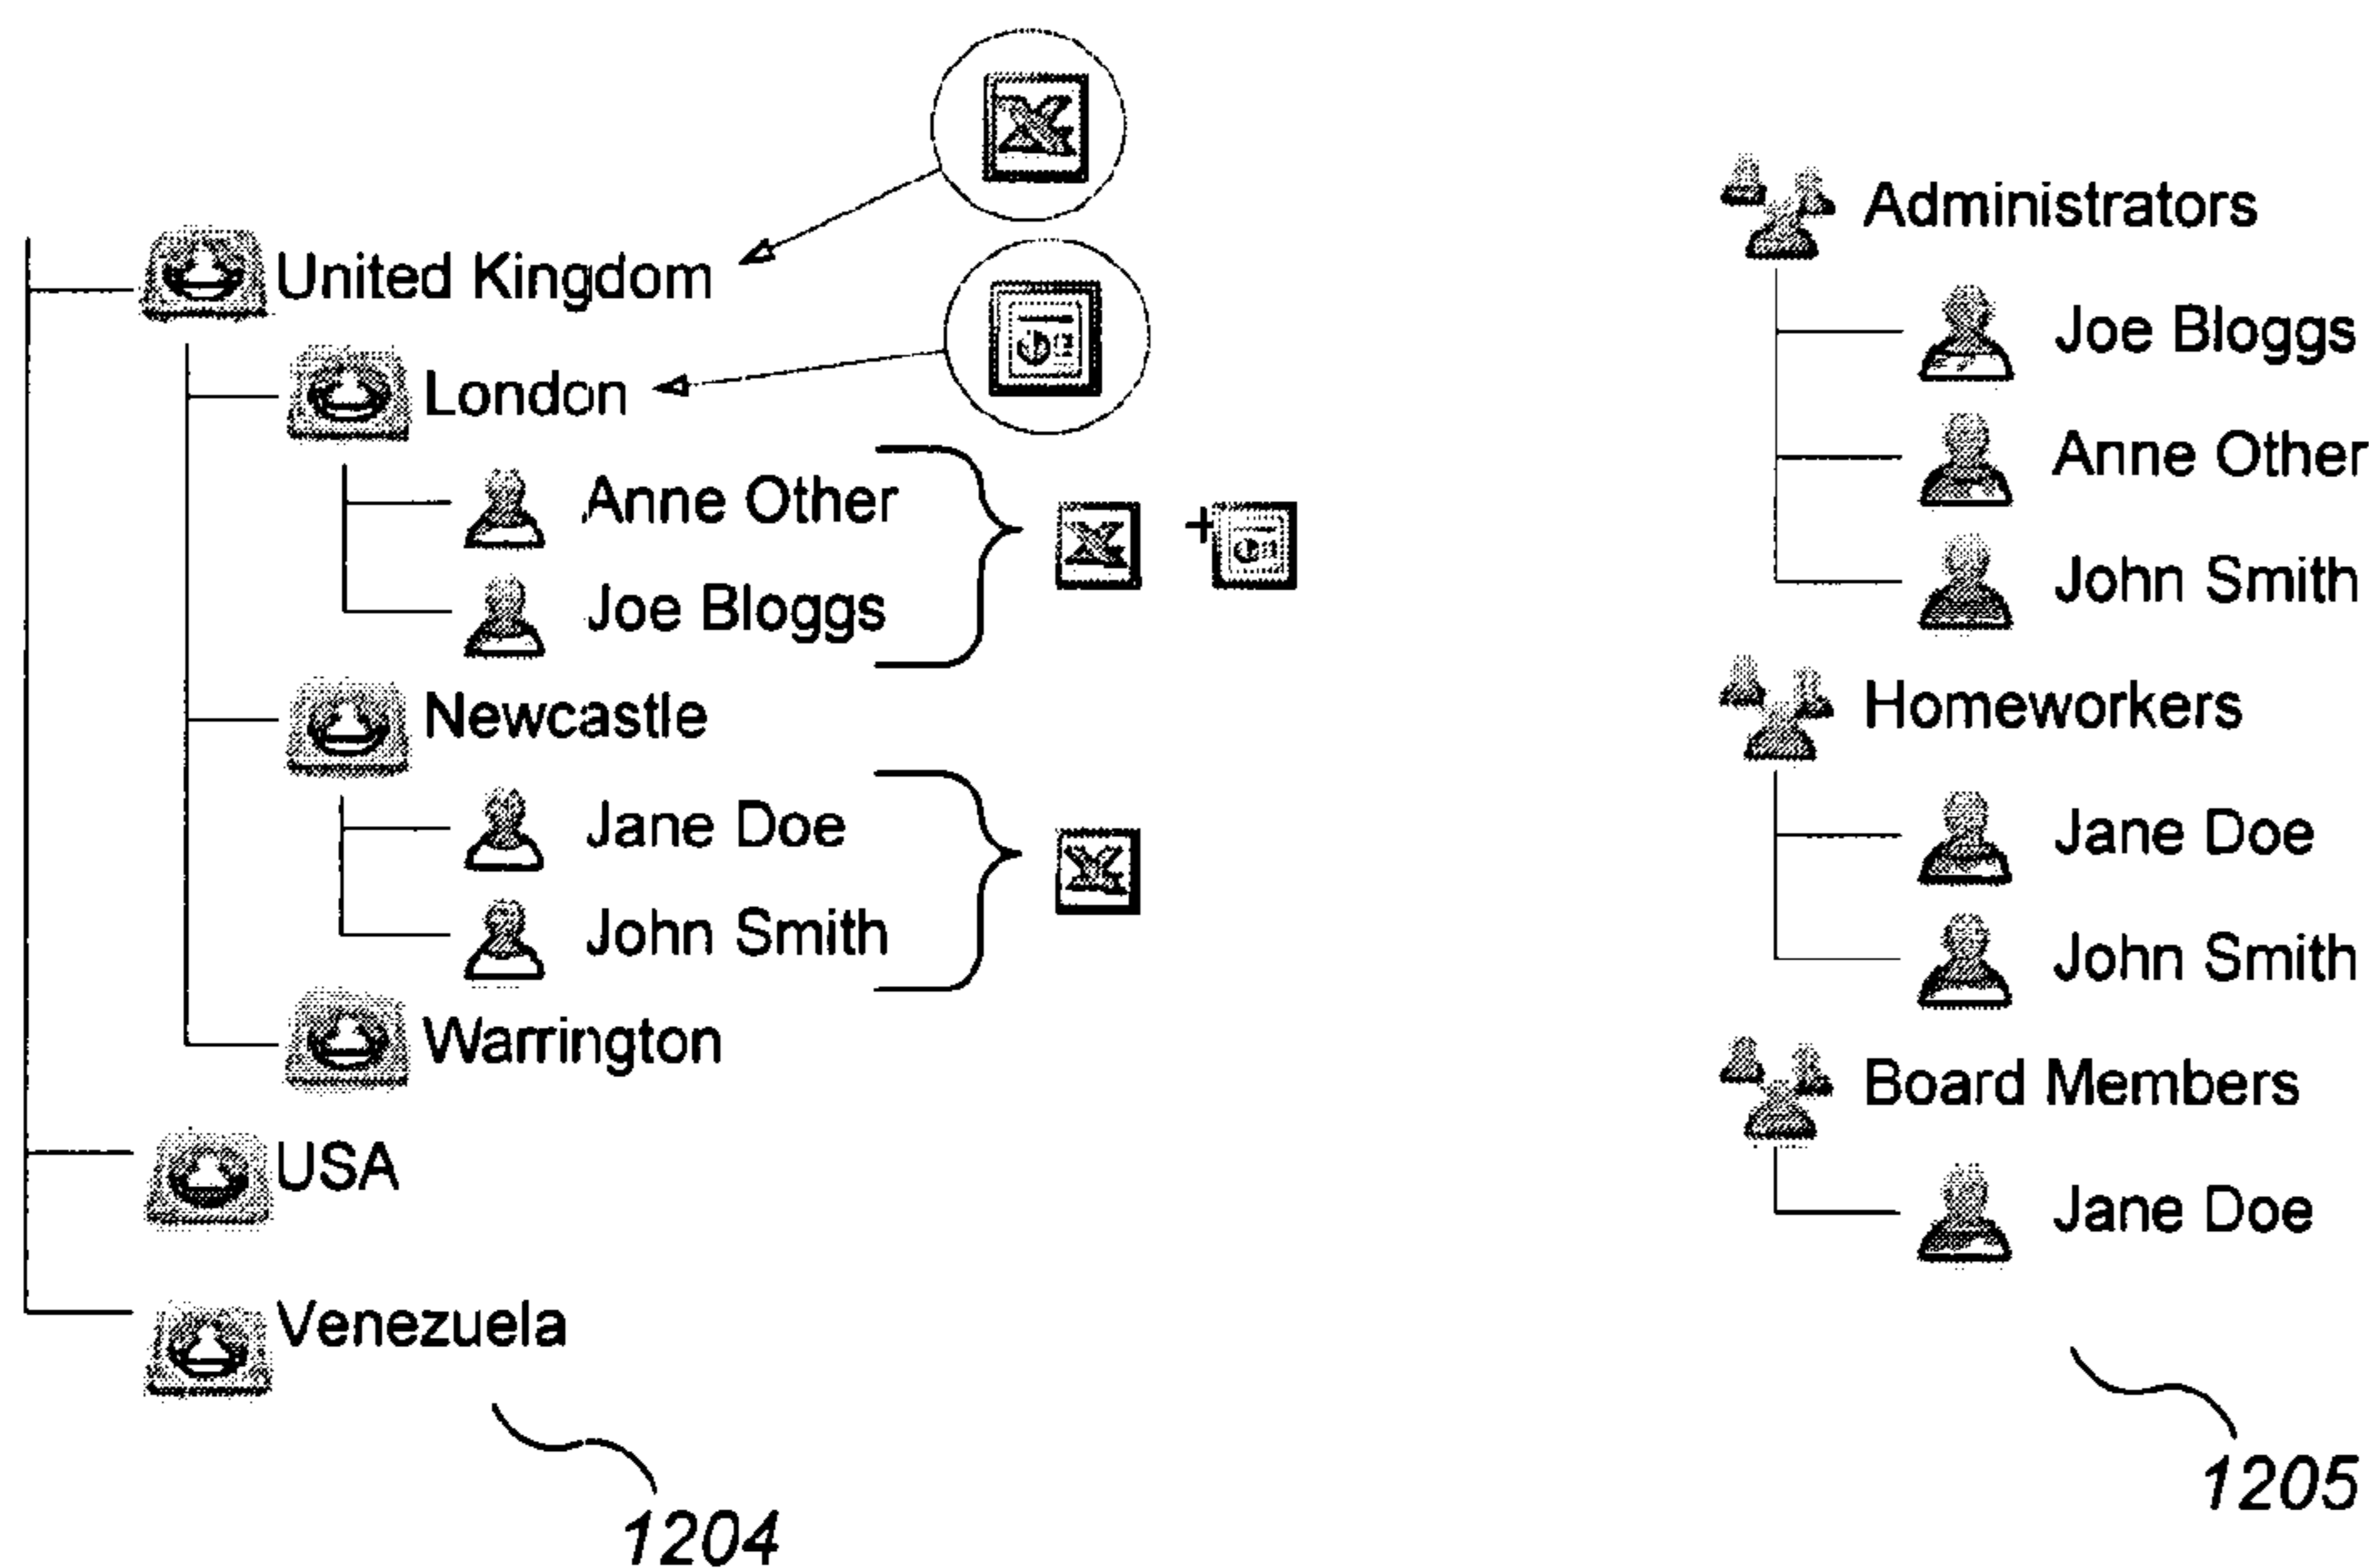 United Kingdom
London
Anne Other
+
Joe Bloggs
Newcastle
Jane Doe
John Smith
Warrington
USA
Venezuela
1204
Administrators
Joe Bloggs
Anne Other
John Smith
Homeworkers
Jane Doe
John Smith
Board Members
Jane Doe
1205